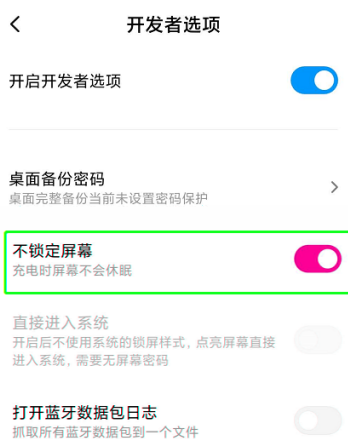 开发者选项
开启开发者选项
桌面备份密码
桌面完整备份当前未设置密码保护
不锁定屏幕
充电时屏幕不会休眠
直接进入系统
开启后不使用系统的锁屏样式，点亮屏幕直接
进入系统，需要无屏幕密码
打开蓝牙数据包日志
抓取所有蓝牙数据包到一个文件